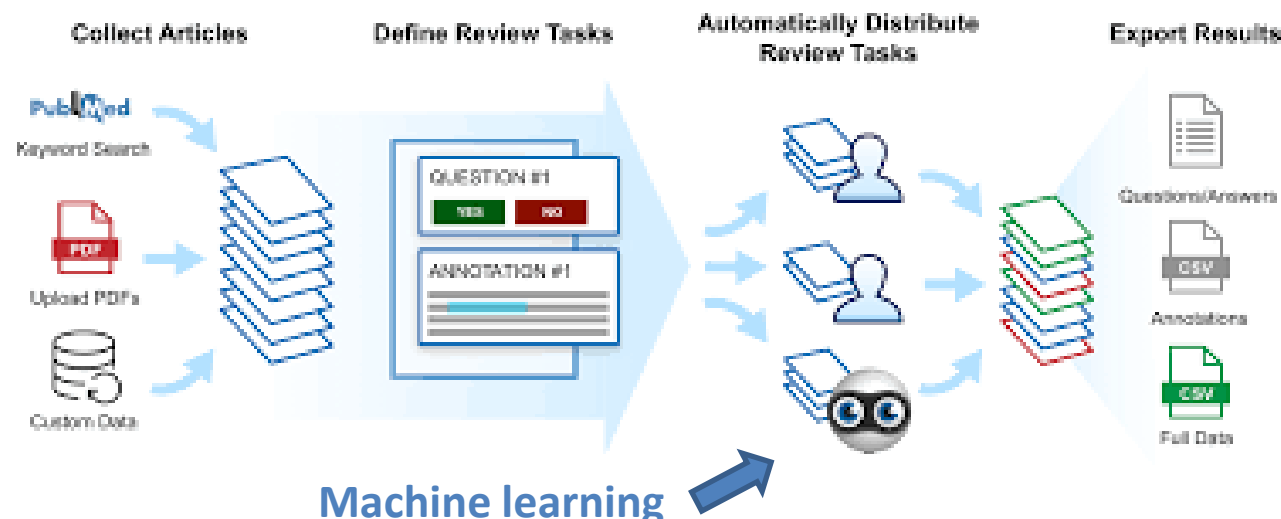 Collect Articles
Define Review Tasks
Automatically Distribute
Review Tasks
Export Results
PubMed
Keyword Search
PDF
Upload PDFs
Custom Data
QUESTION #1
YES
NO
ANNOTATION #1
Questions/Answers
CSV
Annotations
CSV
Full Data
Machine learning